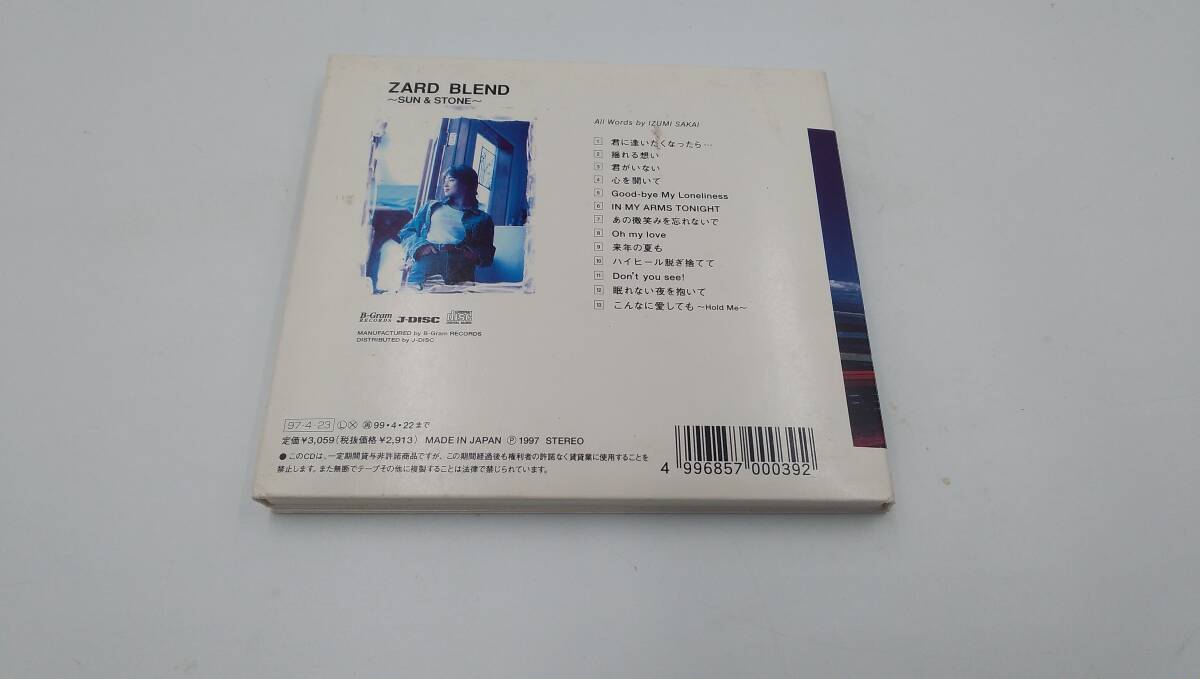 ZARD BLEND
～SUN & STONE～
All Words by IZUMI SAKAI
1 君に逢いたくなったら…
2 揺れる想い
3 君がいない
4 心を開いて
5 Good-bye My Loneliness
6 IN MY ARMS TONIGHT
7 あの微笑みを忘れないで
8 Oh my love
9 来年の夏も
10 ハイヒール脱ぎ捨てて
11 Don't you see!
12 眠れない夜を抱いて
13 こんなに愛しても～Hold Me～
B-Gram RECORDS J-DISC COMPACT disc DIGITAL AUDIO
MANUFACTURED by B-Gram RECORDS
DISTRIBUTED by J-DISC
97-4-23 Ⓛ Ⓧ 99・4・22まで
定価¥3,059(税抜価格¥2,913) MADE IN JAPAN Ⓟ 1997 STEREO
●このCDは、一定期間貸与非許諾商品ですが、この期間経過後も権利者の許諾なく賃貸業に使用することを
禁止します。また無断でテープその他に複製することは法律で禁じられています。
4 996857 000392